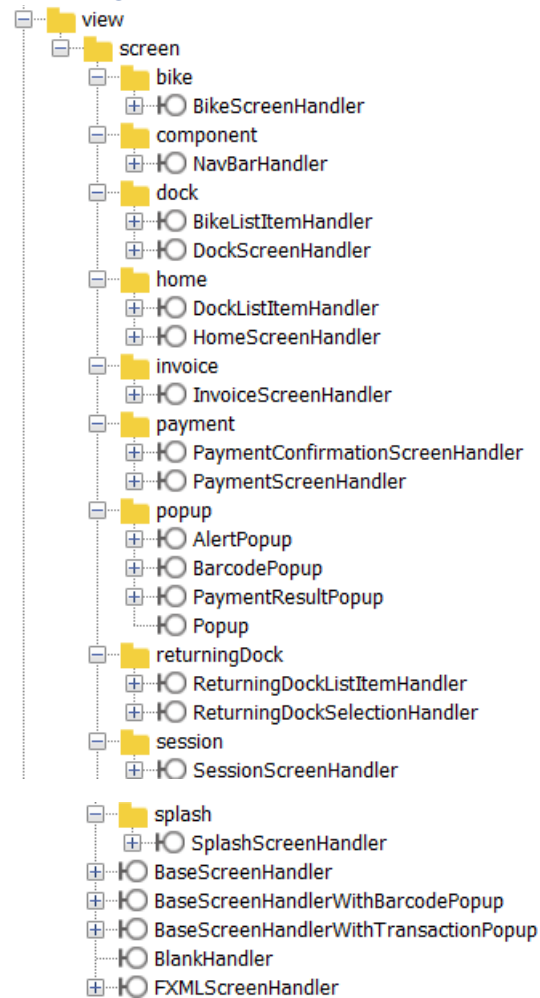 view
screen
bike
BikeScreenHandler
component
NavBarHandler
dock
BikeListItemHandler
DockScreenHandler
home
DockListItemHandler
HomeScreenHandler
invoice
InvoiceScreenHandler
payment
PaymentConfirmationScreenHandler
PaymentScreenHandler
popup
AlertPopup
BarcodePopup
PaymentResultPopup
Popup
returningDock
ReturningDockListItemHandler
ReturningDockSelectionHandler
session
SessionScreenHandler
splash
SplashScreenHandler
BaseScreenHandler
BaseScreenHandlerWithBarcodePopup
BaseScreenHandlerWithTransactionPopup
BlankHandler
FXMLScreenHandler